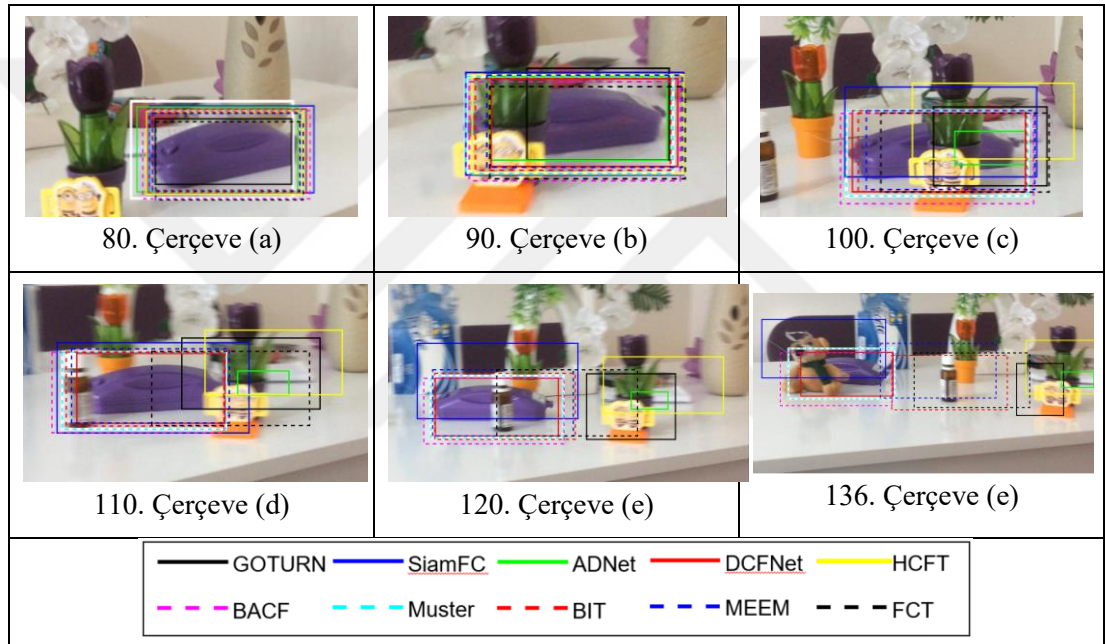 80. Çerçeve (a)
90. Çerçeve (b)
100. Çerçeve (c)
110. Çerçeve (d)
120. Çerçeve (e)
136. Çerçeve (e)
GOTURN SiamFC ADNet DCFNet HCFT
BACF Muster BIT MEEM FCT